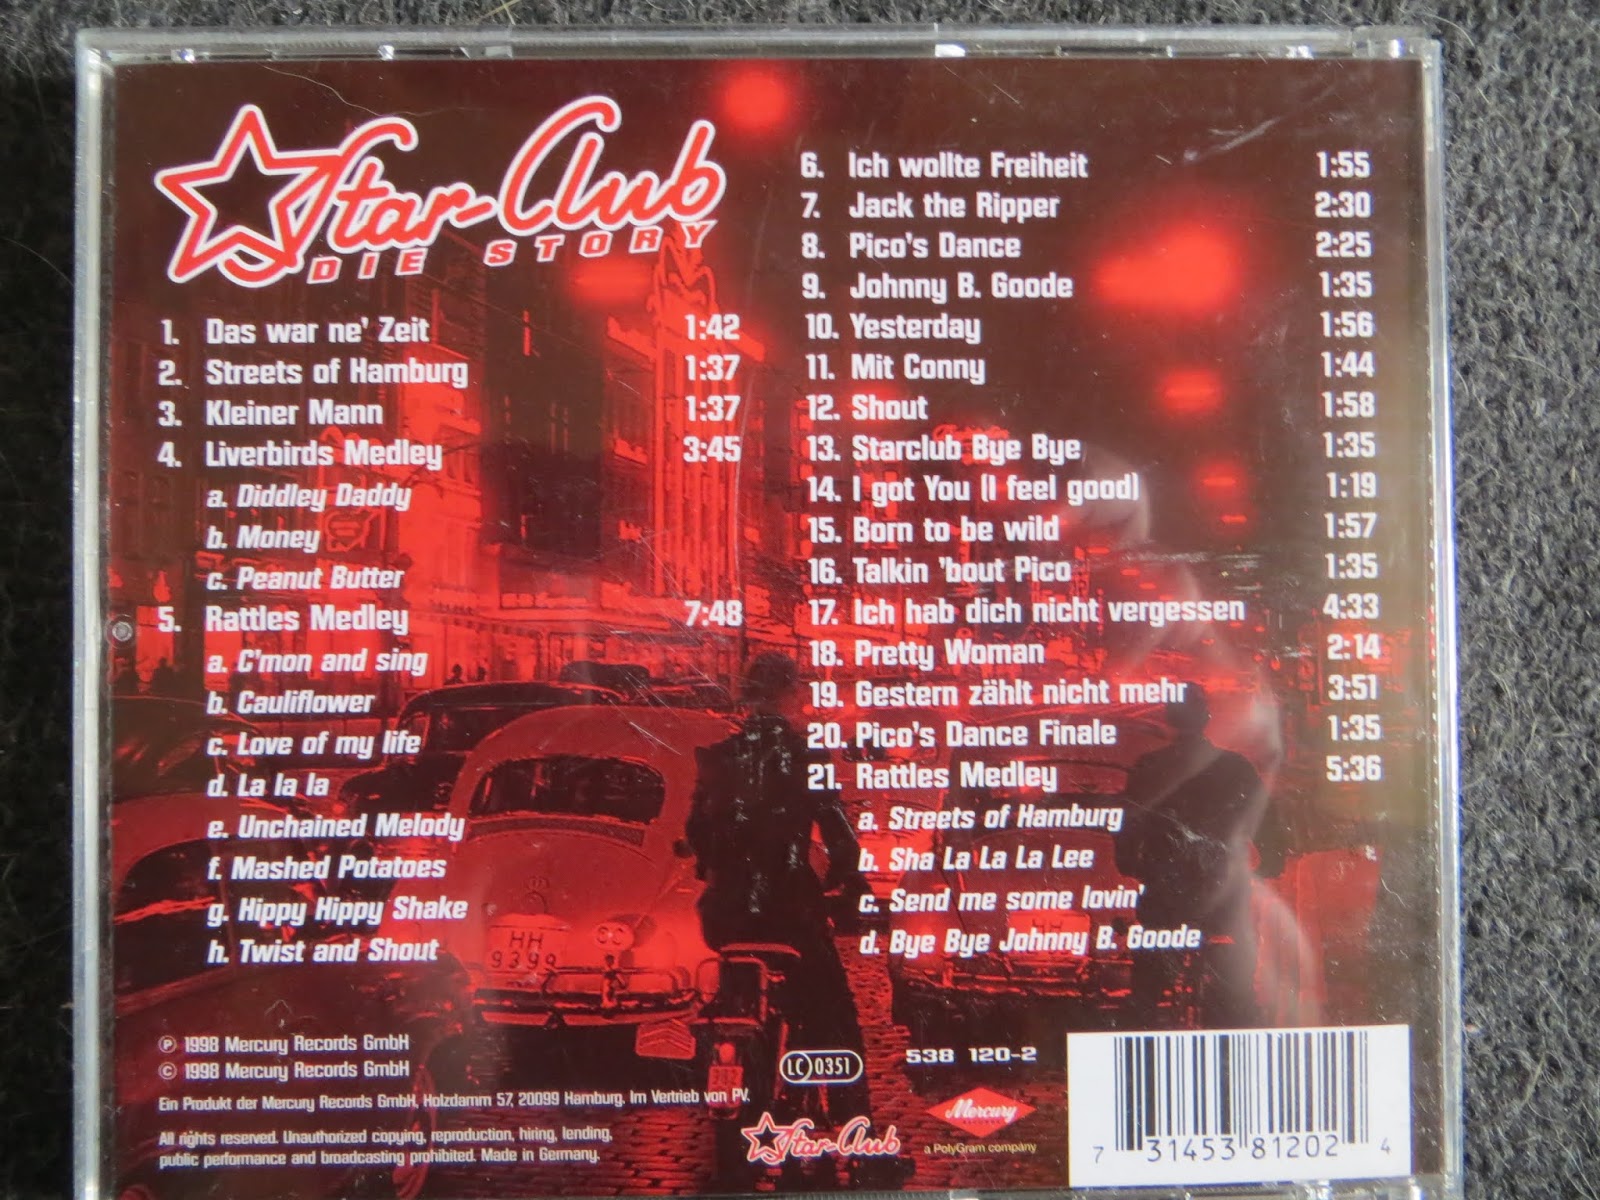 Star-Club
DIE STORY
1. Das war ne' Zeit 1:42
2. Streets of Hamburg 1:37
3. Kleiner Mann 1:37
4. Liverbirds Medley 3:45
a. Diddley Daddy
b. Money
c. Peanut Butter
5. Rattles Medley 7:48
a. C'mon and sing
b. Cauliflower
c. Love of my life
d. La la la
e. Unchained Melody
f. Mashed Potatoes
g. Hippy Hippy Shake
h. Twist and Shout
6. Ich wollte Freiheit 1:55
7. Jack the Ripper 2:30
8. Pico's Dance 2:25
9. Johnny B. Goode 1:35
10. Yesterday 1:56
11. Mit Conny 1:44
12. Shout 1:58
13. Starclub Bye Bye 1:35
14. I got You (I feel good) 1:19
15. Born to be wild 1:57
16. Talkin 'bout Pico 1:35
17. Ich hab dich nicht vergessen 4:33
18. Pretty Woman 2:14
19. Gestern zählt nicht mehr 3:51
20. Pico's Dance Finale 1:35
21. Rattles Medley 5:36
a. Streets of Hamburg
b. Sha La La La Lee
c. Send me some lovin'
d. Bye Bye Johnny B. Goode
HH
9399
℗ 1998 Mercury Records GmbH
© 1998 Mercury Records GmbH
Ein Produkt der Mercury Records GmbH, Holzdamm 57, 20099 Hamburg. Im Vertrieb von PV.
All rights reserved. Unauthorized copying, reproduction, hiring, lending,
public performance and broadcasting prohibited. Made in Germany.
LC 0351
Star-Club
538 120-2
Mercury
RECORDS
a PolyGram company
7 31453 81202 4